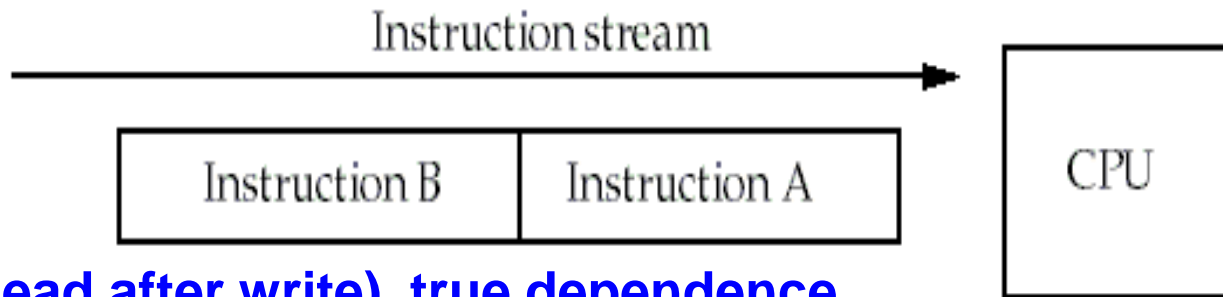 Instruction stream
Instruction B Instruction A CPU
ead after write) true dependence